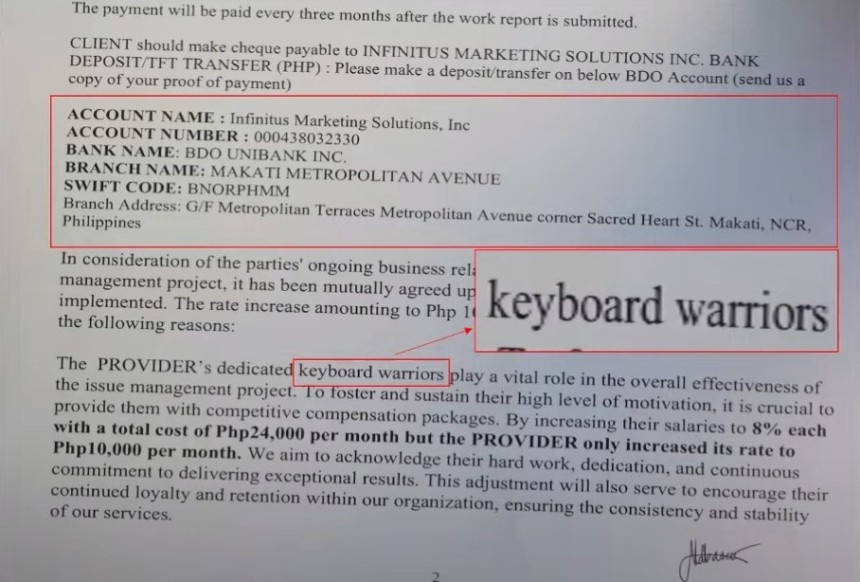 The payment will be paid every three months after the work report is submitted.
CLIENT should make cheque payable to INFINITUS MARKETING SOLUTIONS INC. BANK
DEPOSIT/TFT TRANSFER (PHP) : Please make a deposit/transfer on below BDO Account (send us a
copy of your proof of payment)
ACCOUNT NAME : Infinitus Marketing Solutions, Inc
ACCOUNT NUMBER : 000438032330
BANK NAME: BDO UNIBANK INC.
BRANCH NAME: MAKATI METROPOLITAN AVENUE
SWIFT CODE: BNORPHMM
Branch Address: G/F Metropolitan Terraces Metropolitan Avenue corner Sacred Heart St. Makati, NCR,
Philippines
In consideration of the parties' ongoing business
management project, it has been mutually agreed up
implemented. The rate increase amounting to Php
the following reasons:
keyboard warriors
The PROVIDER's dedicated keyboard warriors play a vital role in the overall effectiveness of
the issue management project. To foster and sustain their high level of motivation, it is crucial to
provide them with competitive compensation packages. By increasing their salaries to 8% each
with a total cost of Php24,000 per month but the PROVIDER only increased its rate to
Php10,000 per month. We aim to acknowledge their hard work, dedication, and continuous
commitment to delivering exceptional results. This adjustment will also serve to encourage their
continued loyalty and retention within our organization, ensuring the consistency and stability
of our services.
2